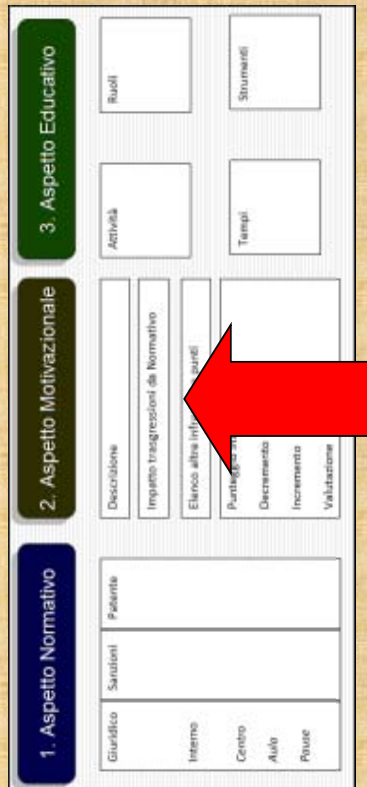 1. Aspetto Normativo
Giuridico
Sanzioni
Patente
Interno
Centro
Aula
Pause
2. Aspetto Motivazionale
Descrizione
Impatto trasgressioni da Normativo
Elenco altre punti
Decremento
Incremento
Valutazione
3. Aspetto Educativo
Attività
Ruoli
Tempi
Strumenti